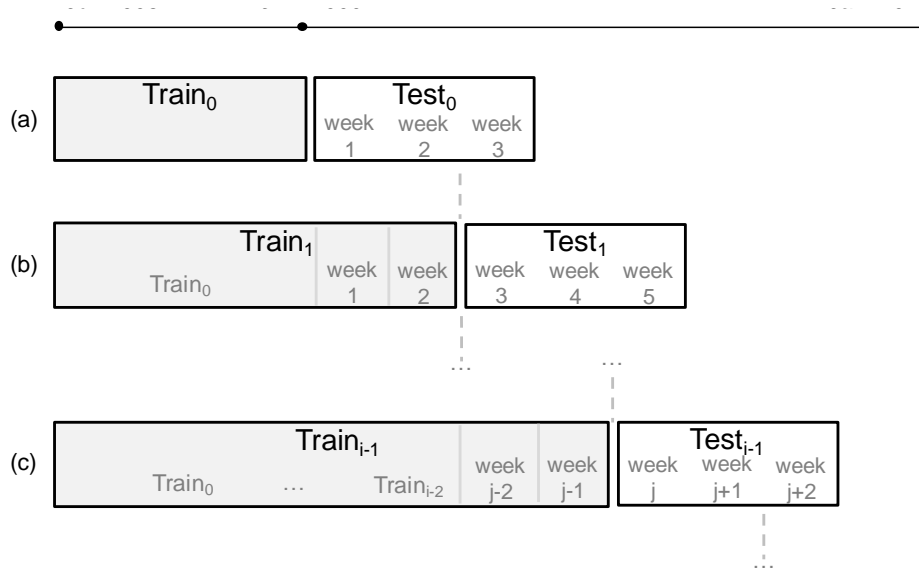 (a)
Train₀
Test₀
week week week
1 2 3
(b)
Train₁
Test₁
Train₀
week week
1 2
week week week
3 4 5
...
...
(c)
Trainᵢ₋₁
Testᵢ₋₁
Train₀ ... Trainᵢ₋₂
week week
j-2 j-1
week week week
j j+1 j+2
...